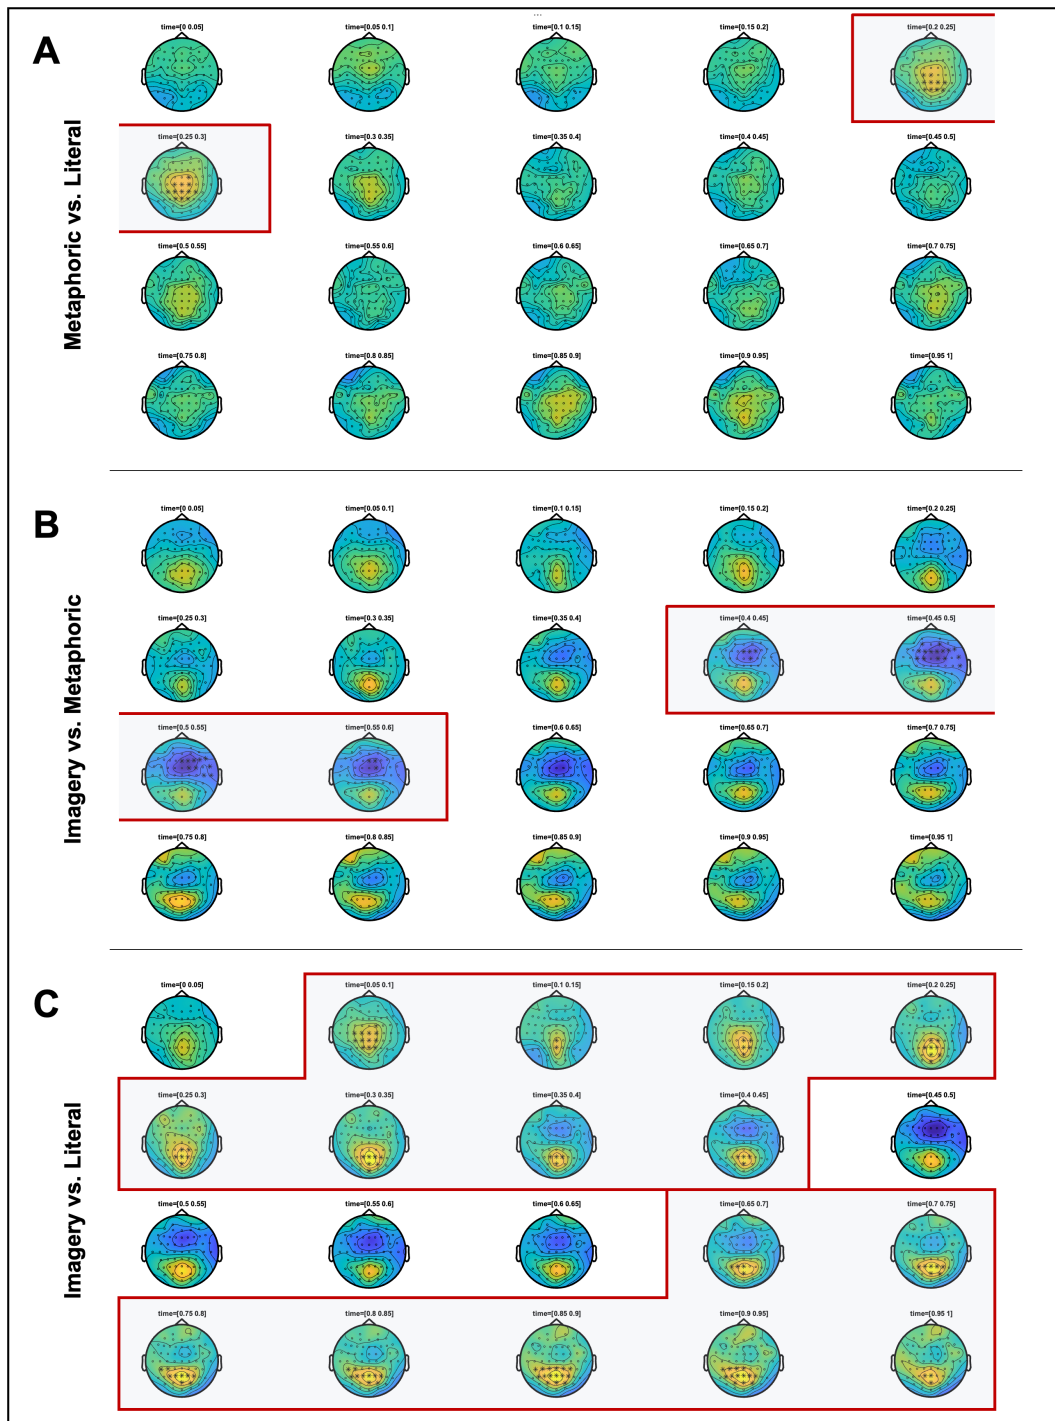 ...
A
Metaphoric vs. Literal
time=[0 0.05] time=[0.05 0.1] time=[0.1 0.15] time=[0.15 0.2] time=[0.2 0.25]
time=[0.25 0.3] time=[0.3 0.35] time=[0.35 0.4] time=[0.4 0.45] time=[0.45 0.5]
time=[0.5 0.55] time=[0.55 0.6] time=[0.6 0.65] time=[0.65 0.7] time=[0.7 0.75]
time=[0.75 0.8] time=[0.8 0.85] time=[0.85 0.9] time=[0.9 0.95] time=[0.95 1]
B
Imagery vs. Metaphoric
time=[0 0.05] time=[0.05 0.1] time=[0.1 0.15] time=[0.15 0.2] time=[0.2 0.25]
time=[0.25 0.3] time=[0.3 0.35] time=[0.35 0.4] time=[0.4 0.45] time=[0.45 0.5]
time=[0.5 0.55] time=[0.55 0.6] time=[0.6 0.65] time=[0.65 0.7] time=[0.7 0.75]
time=[0.75 0.8] time=[0.8 0.85] time=[0.85 0.9] time=[0.9 0.95] time=[0.95 1]
C
Imagery vs. Literal
time=[0 0.05] time=[0.05 0.1] time=[0.1 0.15] time=[0.15 0.2] time=[0.2 0.25]
time=[0.25 0.3] time=[0.3 0.35] time=[0.35 0.4] time=[0.4 0.45] time=[0.45 0.5]
time=[0.5 0.55] time=[0.55 0.6] time=[0.6 0.65] time=[0.65 0.7] time=[0.7 0.75]
time=[0.75 0.8] time=[0.8 0.85] time=[0.85 0.9] time=[0.9 0.95] time=[0.95 1]